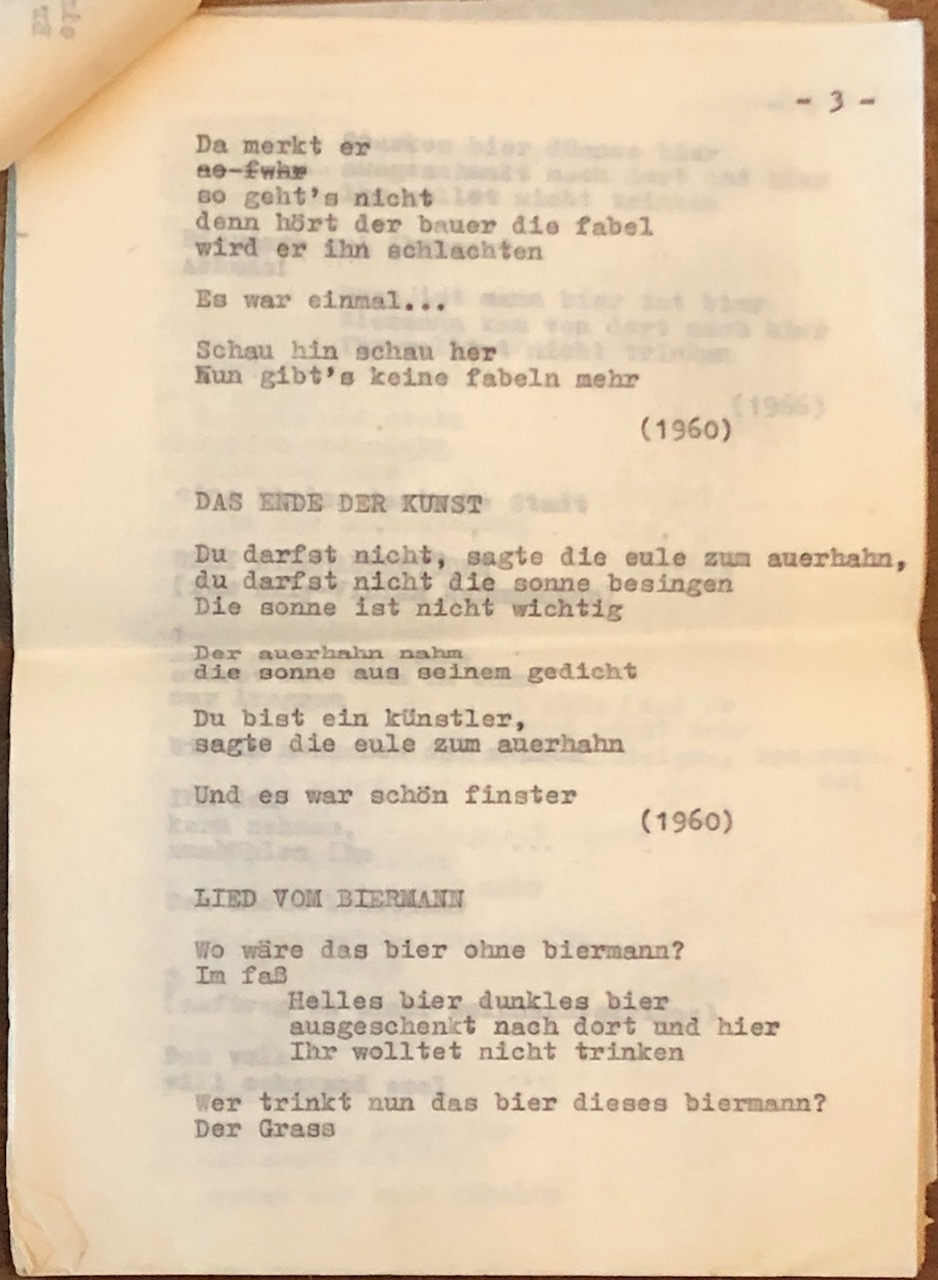 - 3 -
Da merkt er
so fwhr
so geht's nicht
denn hört der bauer die fabel
wird er ihn schlachten
Es war einmal...
Schau hin schau her
Nun gibt's keine fabeln mehr
(1960)
DAS ENDE DER KUNST
Du darfst nicht, sagte die eule zum auerhahn,
du darfst nicht die sonne besingen
Die sonne ist nicht wichtig
Der auerhahn nahm
die sonne aus seinem gedicht
Du bist ein künstler,
sagte die eule zum auerhahn
Und es war schön finster
(1960)
LIED VOM BIERMANN
Wo wäre das bier ohne biermann?
Im faß
Helles bier dunkles bier
ausgeschenkt nach dort und hier
Ihr wolltet nicht trinken
Wer trinkt nun das bier dieses biermann?
Der Grass